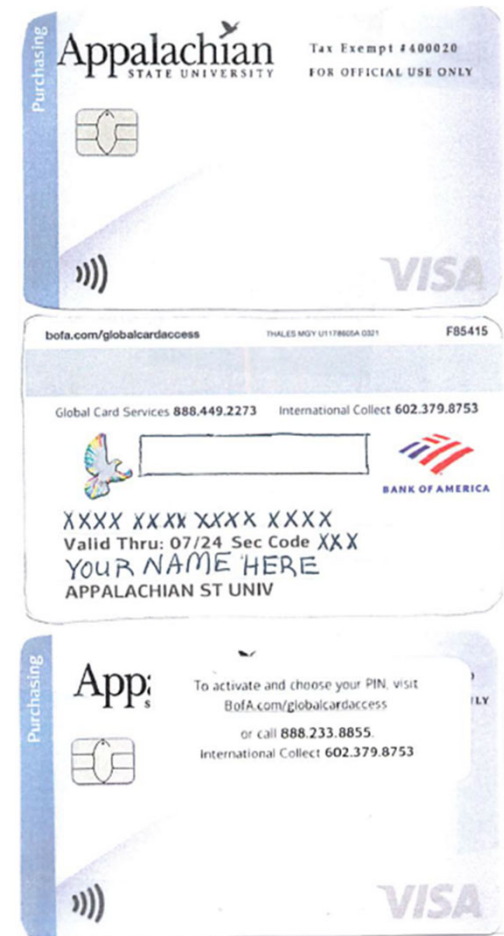 Purchasing
Appalachian
STATE UNIVERSITY
Tax Exempt #400020
FOR OFFICIAL USE ONLY
VISA
bofa.com/globalcardaccess
F85415
Global Card Services 888.449.2273 International Collect 602.379.8753
BANK OF AMERICA
XXXX XXXX XXXX XXXX
Valid Thru: 07/24 Sec Code XXX
YOUR NAME HERE
APPALACHIAN ST UNIV
Purchasing
App
To activate and choose your PIN, visit
BofA.com/globalcardaccess
or call 888.233.8855.
International Collect 602.379.8753
LY
VISA